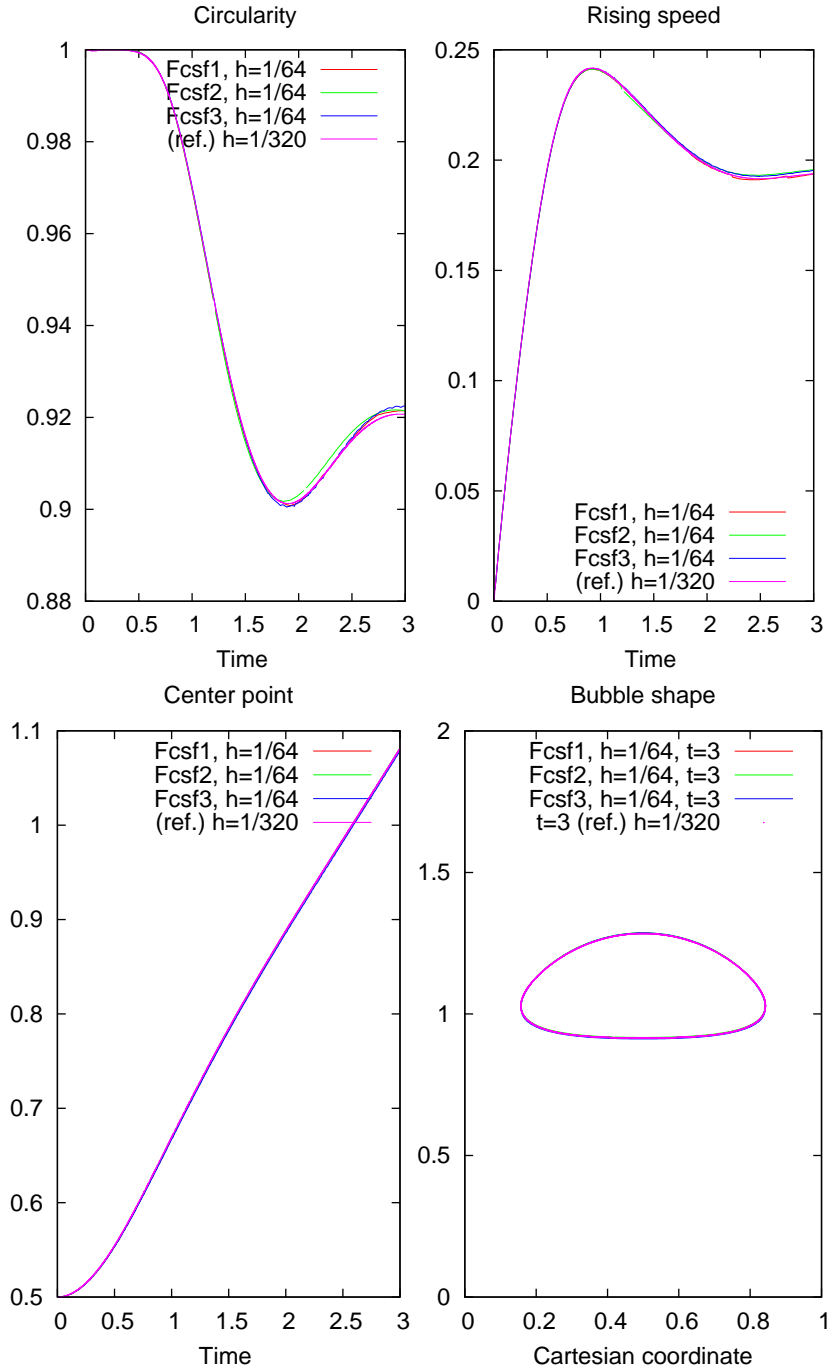 Circularity
1
0.98
0.96
0.94
0.92
0.9
0.88
Fcsf1, h=1/64
Fcsf2, h=1/64
Fcsf3, h=1/64
(ref.) h=1/320
0 0.5 1 1.5 2 2.5 3
Time
Rising speed
0.25
0.2
0.15
0.1
0.05
0
Fcsf1, h=1/64
Fcsf2, h=1/64
Fcsf3, h=1/64
(ref.) h=1/320
0 0.5 1 1.5 2 2.5 3
Time
Center point
1.1
1
0.9
0.8
0.7
0.6
0.5
Fcsf1, h=1/64
Fcsf2, h=1/64
Fcsf3, h=1/64
(ref.) h=1/320
0 0.5 1 1.5 2 2.5 3
Time
Bubble shape
2
1.5
1
0.5
0
Fcsf1, h=1/64, t=3
Fcsf2, h=1/64, t=3
Fcsf3, h=1/64, t=3
t=3 (ref.) h=1/320
0 0.2 0.4 0.6 0.8 1
Cartesian coordinate